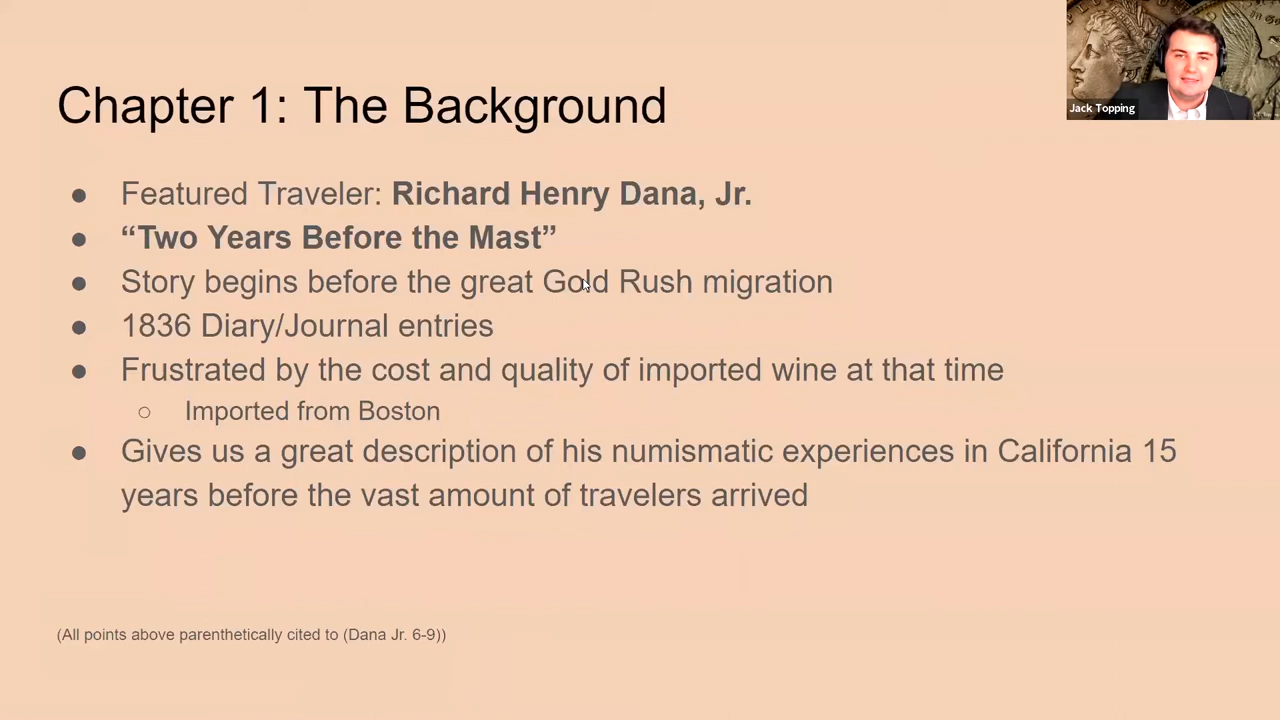 Jack Topping
Chapter 1: The Background
● Featured Traveler: Richard Henry Dana, Jr.
● “Two Years Before the Mast”
● Story begins before the great Gold Rush migration
● 1836 Diary/Journal entries
● Frustrated by the cost and quality of imported wine at that time
○ Imported from Boston
● Gives us a great description of his numismatic experiences in California 15
years before the vast amount of travelers arrived
(All points above parenthetically cited to (Dana Jr. 6-9))